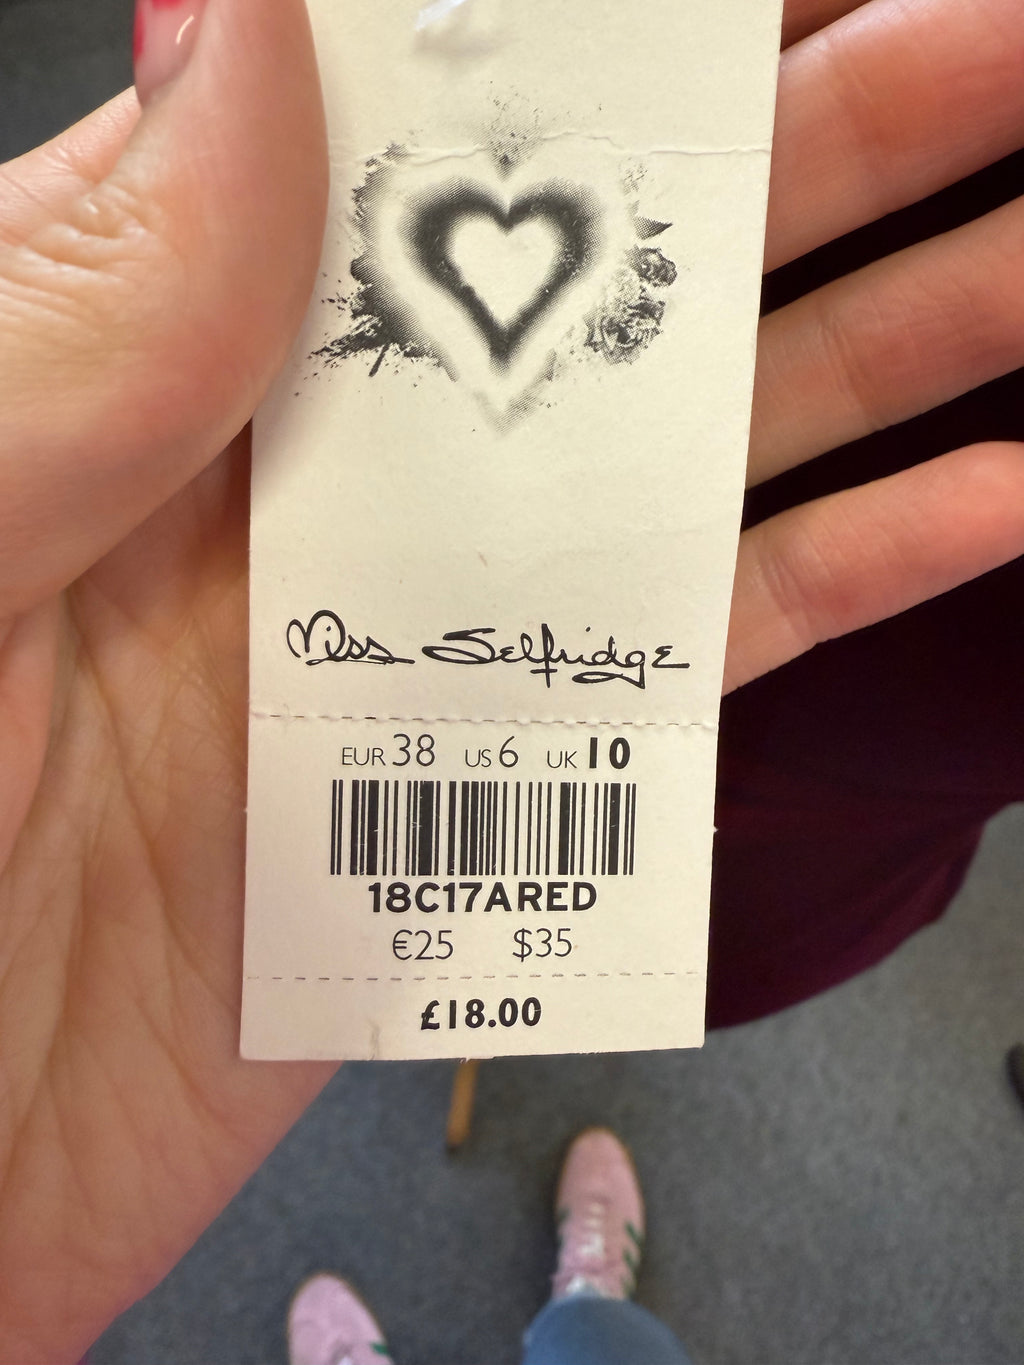 Miss Selfridge
EUR 38 US 6 UK 10
18C17ARED
€25 $35
£18.00